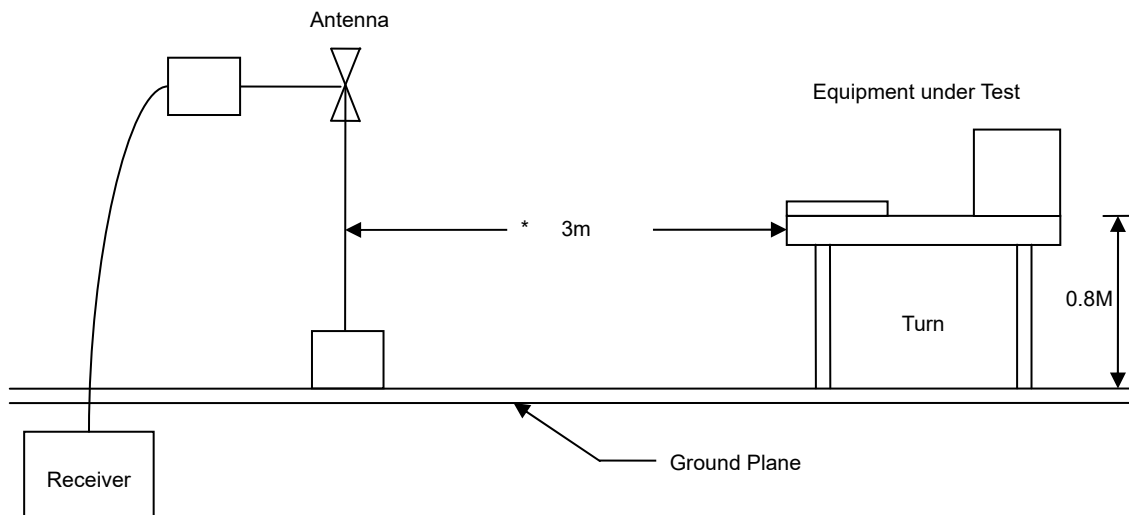 Antenna
Equipment under Test
* 3m
0.8M
Turn
Ground Plane
Receiver